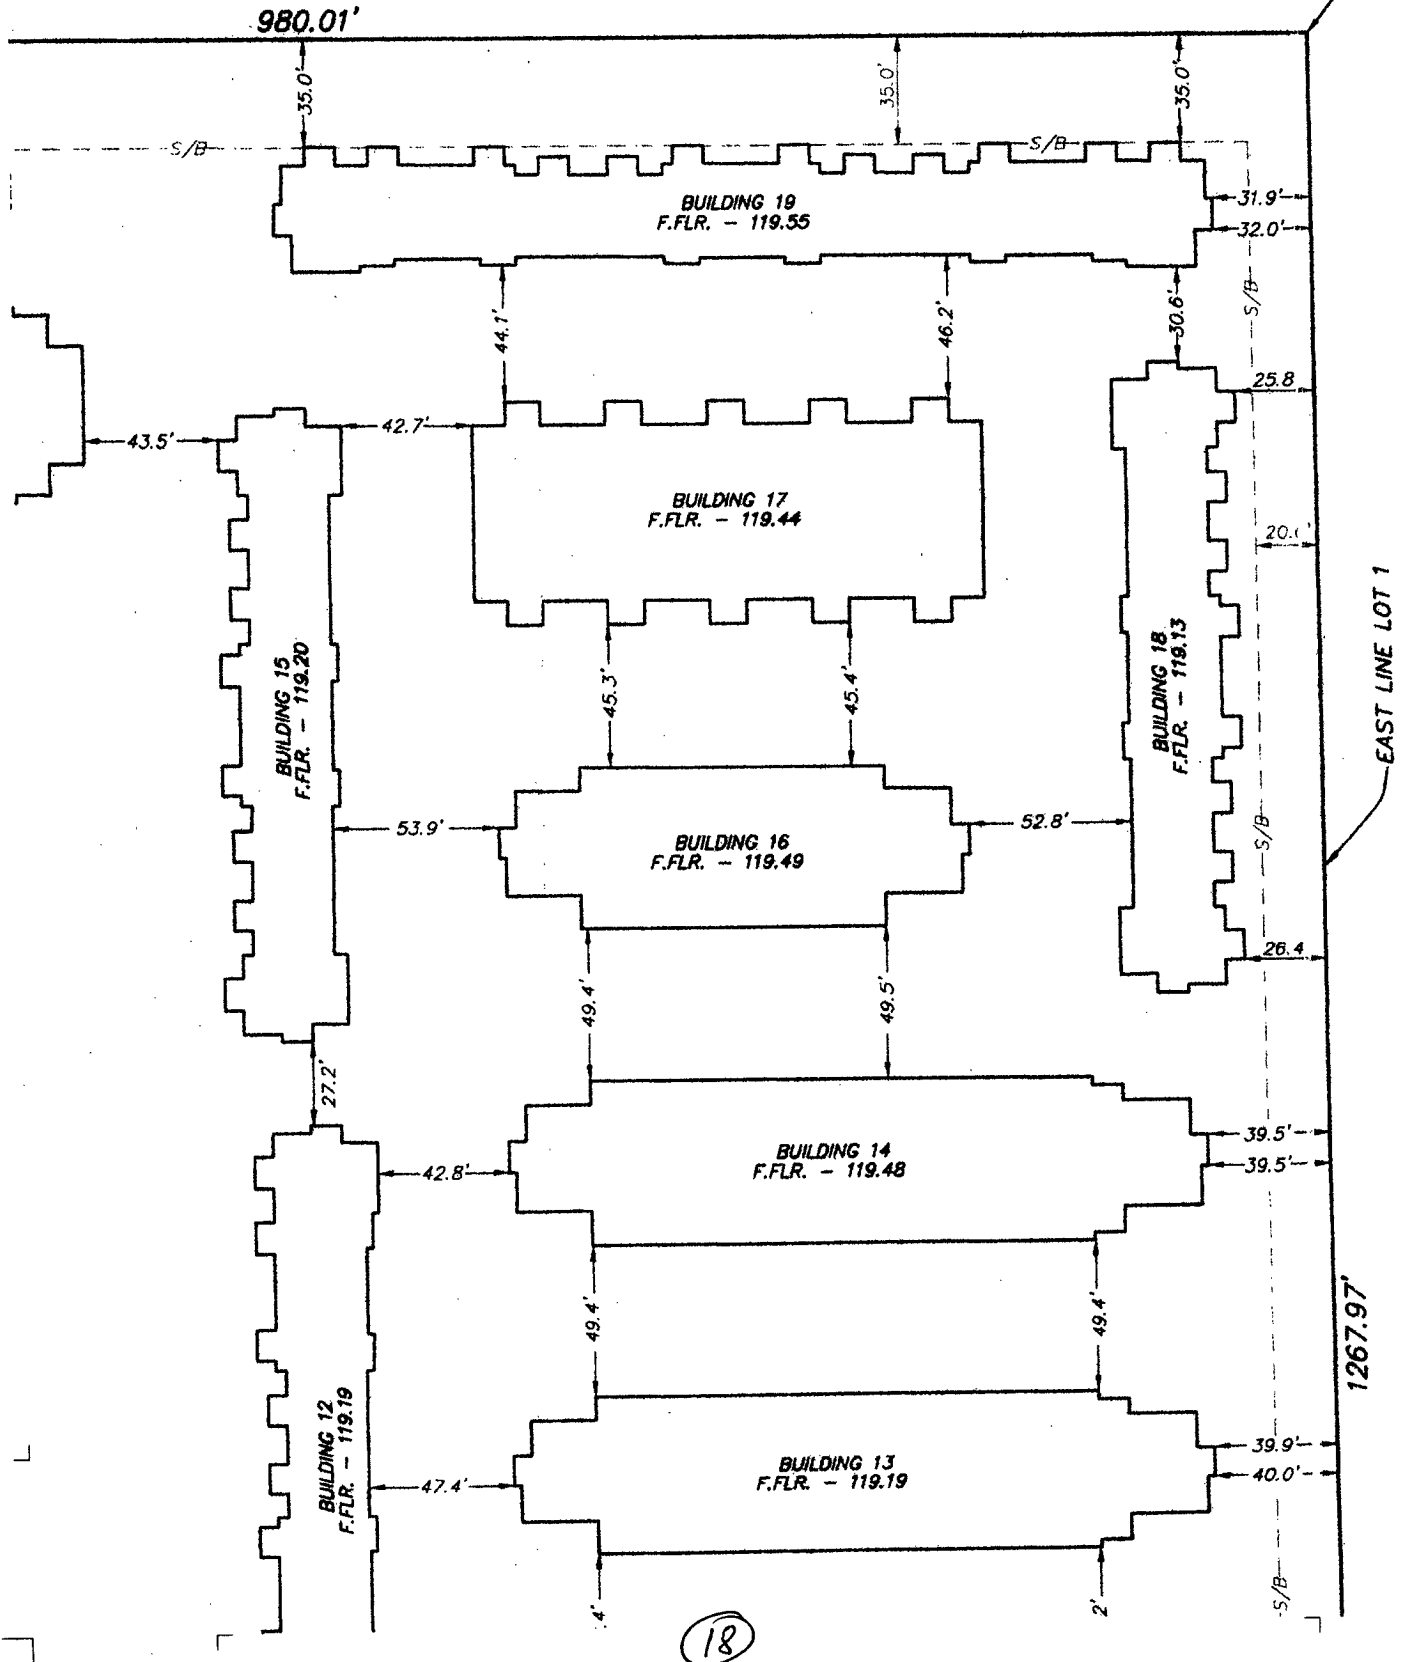 980.01'
35.0'
35.0'
35.0'
S/B
S/B
BUILDING 19
F.FLR. - 119.55
31.9'
32.0'
S/B
44.1'
46.2'
30.6'
25.8
43.5'
42.7'
BUILDING 17
F.FLR. - 119.44
20.
EAST LINE LOT 1
BUILDING 15
F.FLR. - 119.20
45.3'
45.4'
BUILDING 18
F.FLR. - 119.13
53.9'
BUILDING 16
F.FLR. - 119.49
52.8'
S/B
26.4
49.4'
49.5'
27.2'
BUILDING 14
F.FLR. - 119.48
39.5'
39.5'
42.8'
49.4'
49.4'
1267.97'
BUILDING 12
F.FLR. - 119.19
47.4'
BUILDING 13
F.FLR. - 119.19
39.9'
40.0'
S/B
4'
2'
18